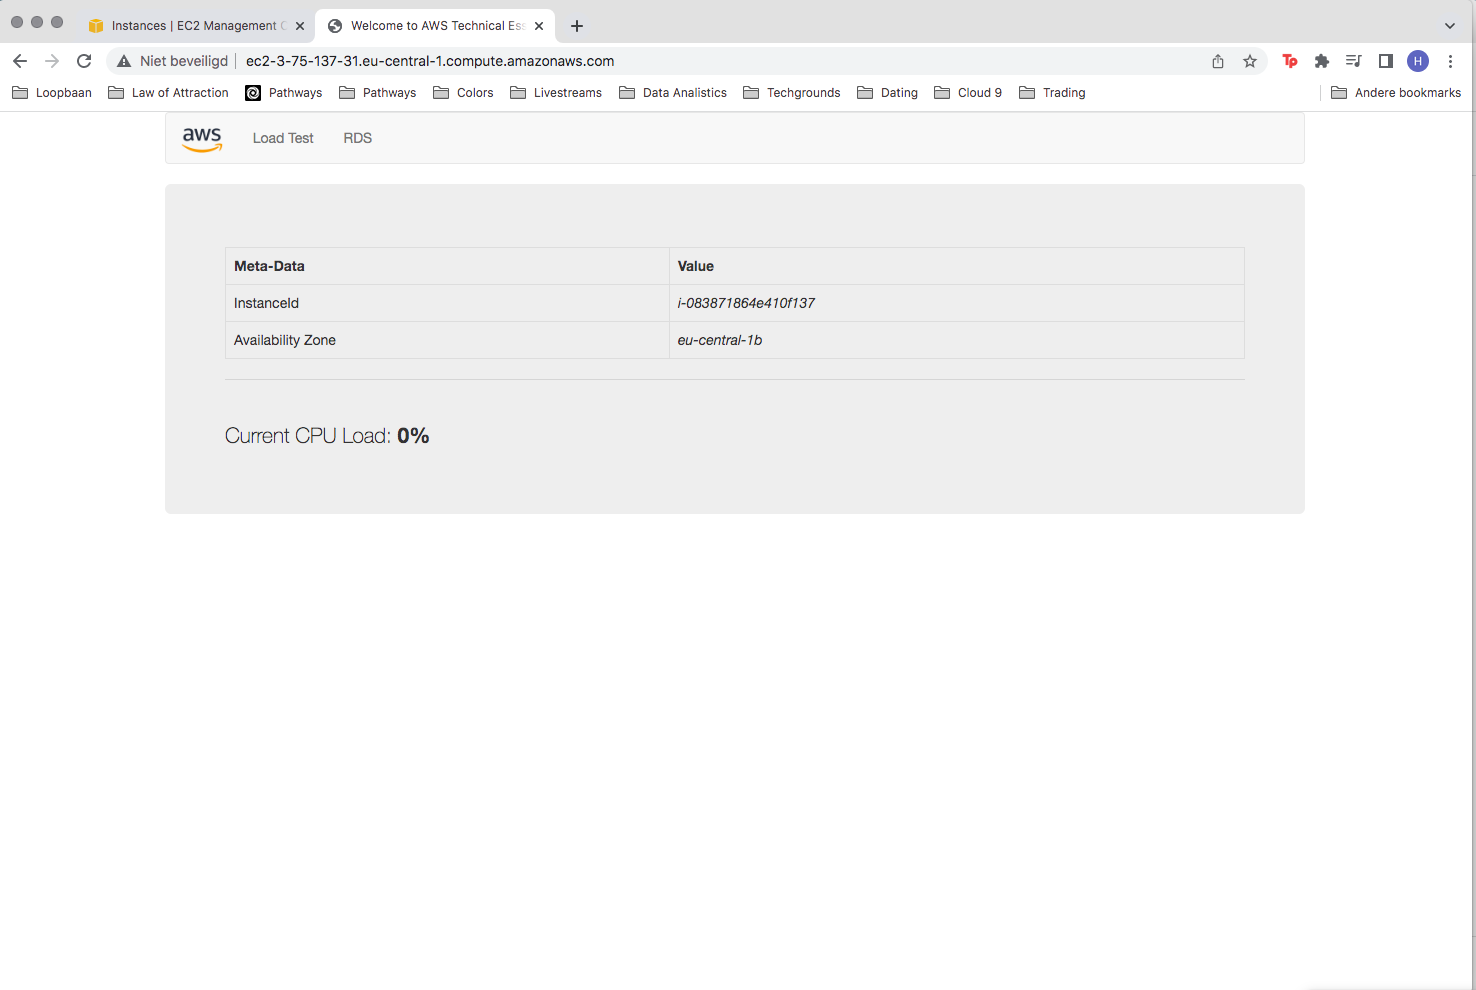 Instances | EC2 Management
Welcome to AWS Technical Ess
Niet beveiligd ec2-3-75-137-31.eu-central-1.compute.amazonaws.com
Tp
H
Loopbaan Law of Attraction Pathways Pathways Colors Livestreams Data Analistics Techgrounds Dating Cloud 9 Trading Andere bookmarks
aws Load Test RDS
Meta-Data Value
InstanceId i-083871864e410f137
Availability Zone eu-central-1b
Current CPU Load: 0%